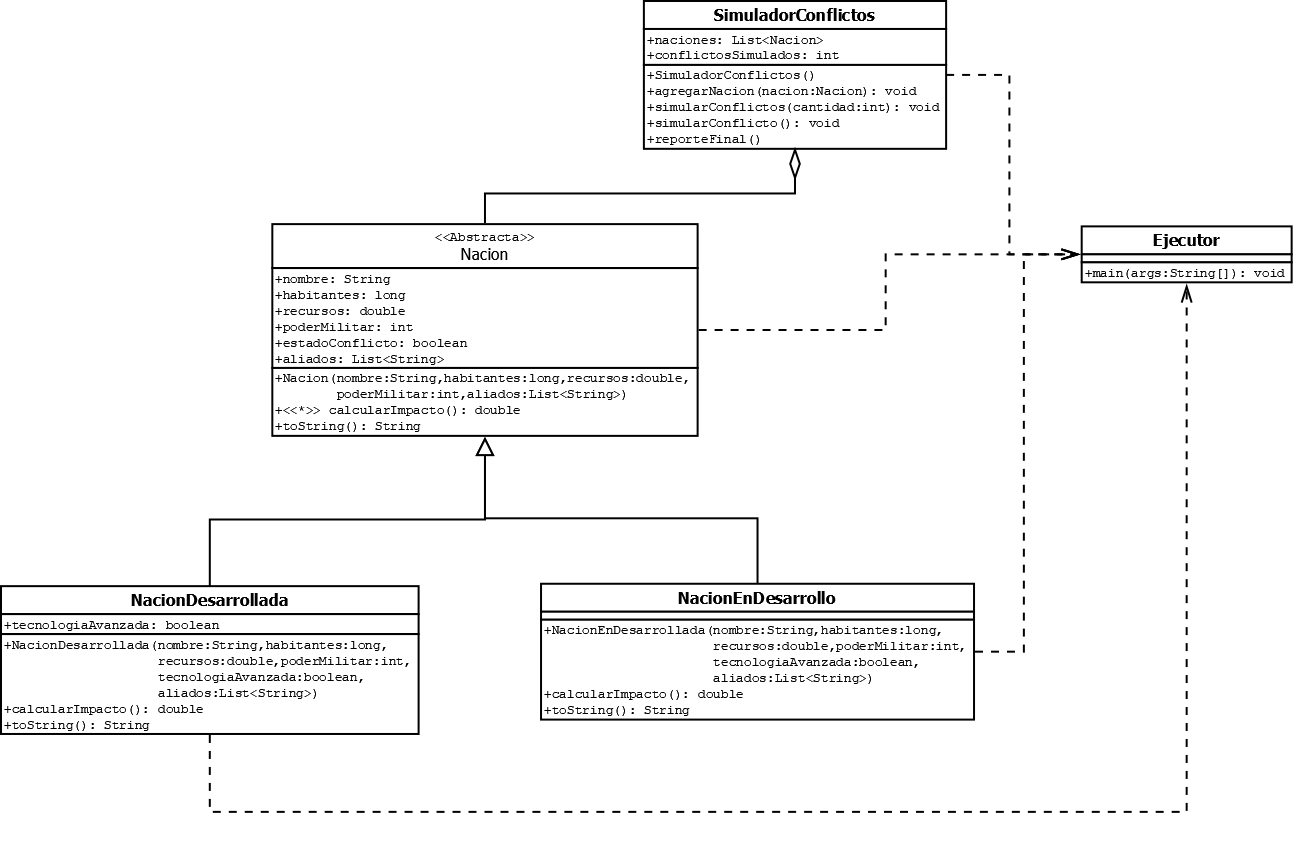 SimuladorConflictos
+naciones: List<Nacion>
+conflictosSimulados: int
+SimuladorConflictos()
+agregarNacion(nacion:Nacion): void
+simularConflictos(cantidad:int): void
+simularConflicto(): void
+reporteFinal()
<<Abstracta>>
Nacion
+nombre: String
+habitantes: long
+recursos: double
+poderMilitar: int
+estadoConflicto: boolean
+aliados: List<String>
+Nacion(nombre:String,habitantes:long,recursos:double,
poderMilitar:int,aliados:List<String>)
+<<*>> calcularImpacto(): double
+toString(): String
Ejecutor
+main(args:String[]): void
NacionDesarrollada
+tecnologiaAvanzada: boolean
+NacionDesarrollada(nombre:String,habitantes:long,
recursos:double,poderMilitar:int,
tecnologiaAvanzada:boolean,
aliados:List<String>)
+calcularImpacto(): double
+toString(): String
NacionEnDesarrollo
+NacionEnDesarrollada(nombre:String,habitantes:long,
recursos:double,poderMilitar:int,
tecnologiaAvanzada:boolean,
aliados:List<String>)
+calcularImpacto(): double
+toString(): String